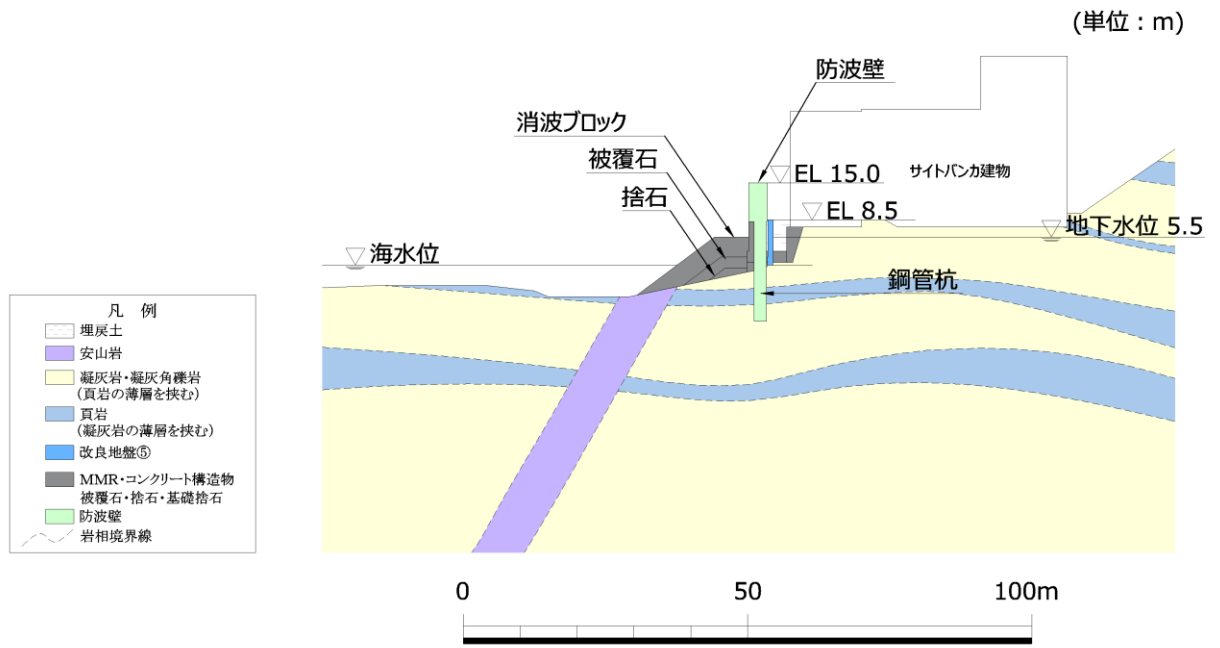 (単位：m)
防波壁
消波ブロック
被覆石
捨石
EL 15.0
サイトバンカ建物
EL 8.5
地下水位 5.5
海水位
鋼管杭
凡 例
埋戻土
安山岩
凝灰岩・凝灰角礫岩
(頁岩の薄層を挟む)
頁岩
(凝灰岩の薄層を挟む)
改良地盤⑤
MMR・コンクリート構造物
被覆石・捨石・基礎捨石
防波壁
岩相境界線
0
50
100m